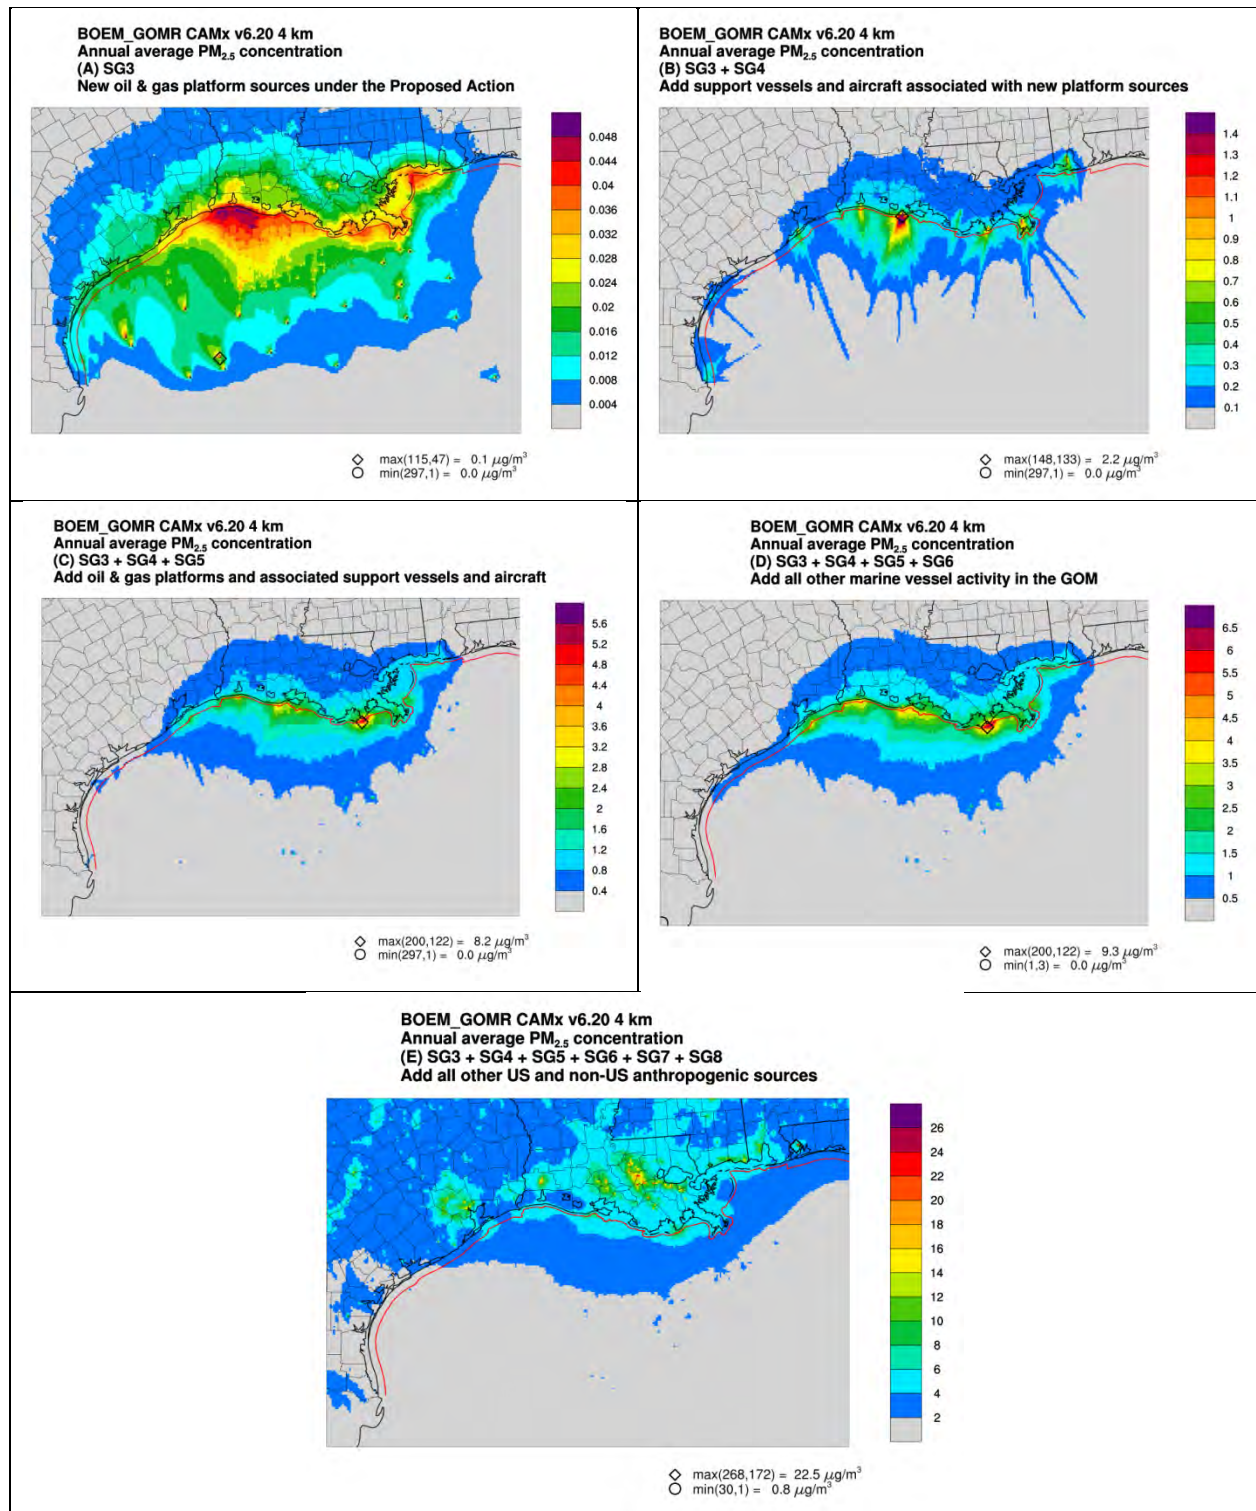 BOEM_GOMR CAMx v6.20 4 km
Annual average PM2.5 concentration
(A) SG3
New oil & gas platform sources under the Proposed Action
0.048
0.044
0.04
0.036
0.032
0.028
0.024
0.02
0.016
0.012
0.008
0.004
max(115,47) = 0.1 μg/m³
min(297,1) = 0.0 μg/m³
BOEM_GOMR CAMx v6.20 4 km
Annual average PM2.5 concentration
(B) SG3 + SG4
Add support vessels and aircraft associated with new platform sources
1.4
1.3
1.2
1.1
1
0.9
0.8
0.7
0.6
0.5
0.4
0.3
0.2
0.1
max(148,133) = 2.2 μg/m³
min(297,1) = 0.0 μg/m³
BOEM_GOMR CAMx v6.20 4 km
Annual average PM2.5 concentration
(C) SG3 + SG4 + SG5
Add oil & gas platforms and associated support vessels and aircraft
5.6
5.2
4.8
4.4
4
3.6
3.2
2.8
2.4
2
1.6
1.2
0.8
0.4
max(200,122) = 8.2 μg/m³
min(297,1) = 0.0 μg/m³
BOEM_GOMR CAMx v6.20 4 km
Annual average PM2.5 concentration
(D) SG3 + SG4 + SG5 + SG6
Add all other marine vessel activity in the GOM
6.5
6
5.5
5
4.5
4
3.5
3
2.5
2
1.5
1
0.5
max(200,122) = 9.3 μg/m³
min(1,3) = 0.0 μg/m³
BOEM_GOMR CAMx v6.20 4 km
Annual average PM2.5 concentration
(E) SG3 + SG4 + SG5 + SG6 + SG7 + SG8
Add all other US and non-US anthropogenic sources
26
24
22
20
18
16
14
12
10
8
6
4
2
max(268,172) = 22.5 μg/m³
min(30,1) = 0.8 μg/m³